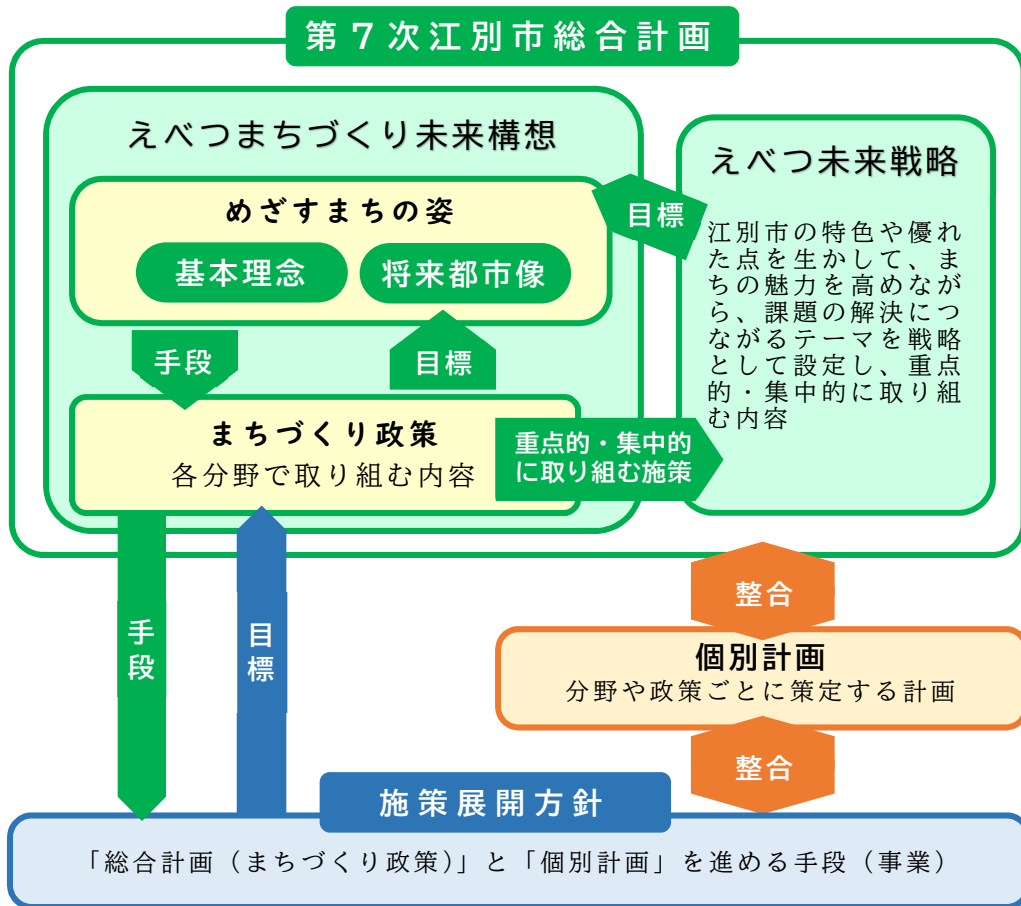 第７次江別市総合計画
えべつまちづくり未来構想
めざすまちの姿
基本理念
将来都市像
手段
目標
まちづくり政策
各分野で取り組む内容
目標
重点的・集中的
に取り組む施策
えべつ未来戦略
江別市の特色や優れ
た点を生かして、ま
ちの魅力を高めなが
ら、課題の解決につ
ながるテーマを戦略
として設定し、重点
的・集中的に取り組
む内容
手段
目標
整合
個別計画
分野や政策ごとに策定する計画
整合
施策展開方針
「総合計画（まちづくり政策）」と「個別計画」を進める手段（事業）